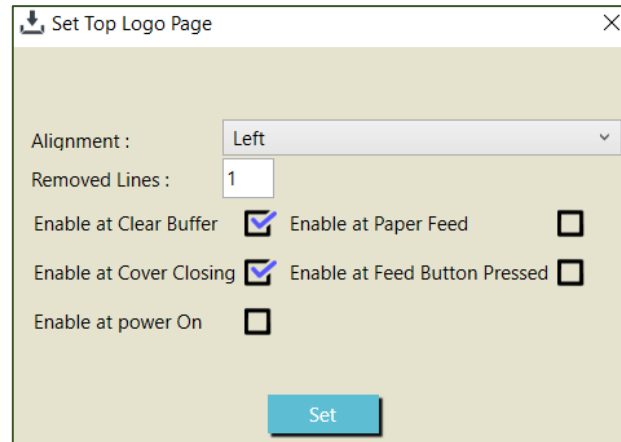 Set Top Logo Page
Alignment : Left
Removed Lines : 1
Enable at Clear Buffer Enable at Paper Feed
Enable at Cover Closing Enable at Feed Button Pressed
Enable at power On
Set